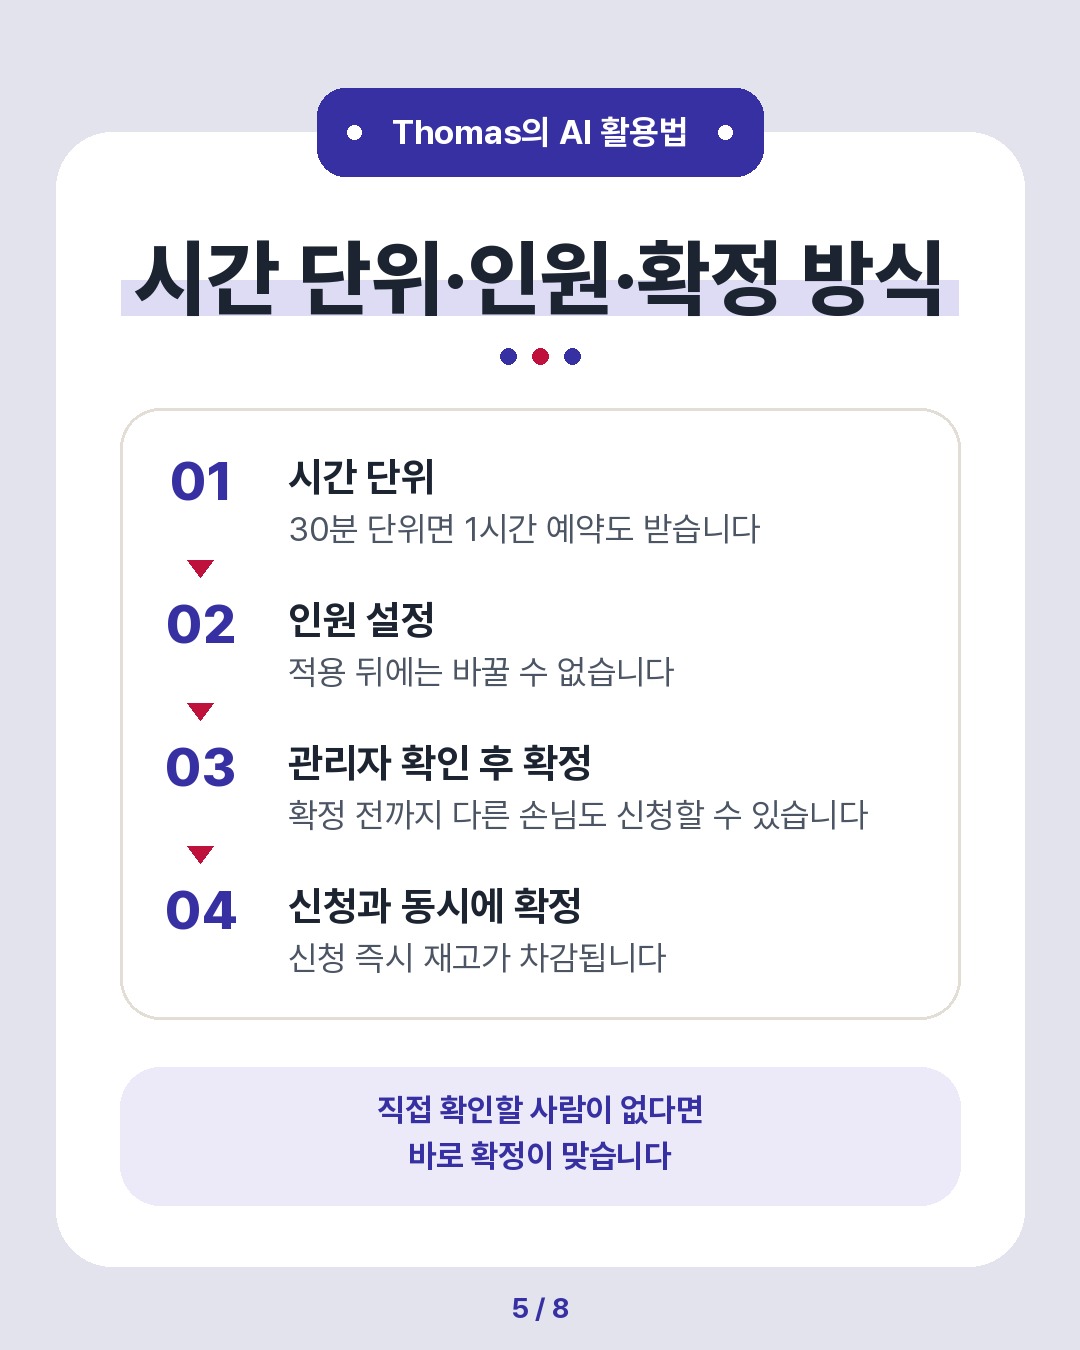 Thomas의 AI 활용법
시간 단위·인원·확정 방식
01 시간 단위
30분 단위면 1시간 예약도 받습니다
02 인원 설정
적용 뒤에는 바꿀 수 없습니다
03 관리자 확인 후 확정
확정 전까지 다른 손님도 신청할 수 있습니다
04 신청과 동시에 확정
신청 즉시 재고가 차감됩니다
직접 확인할 사람이 없다면
바로 확정이 맞습니다
5 / 8